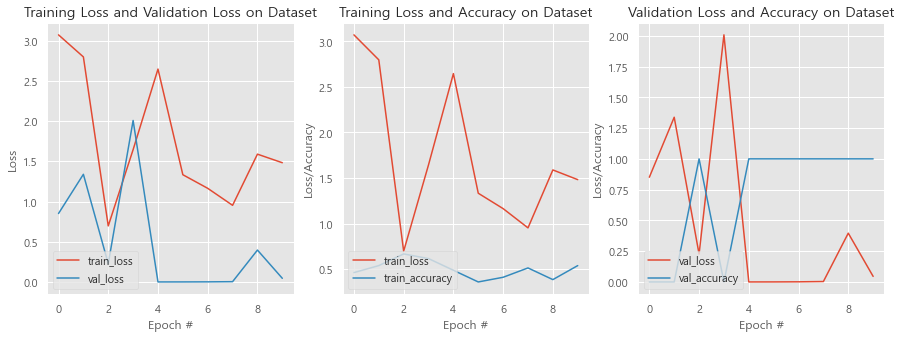 Training Loss and Validation Loss on Dataset
3.0
2.5
2.0
1.5
1.0
0.5
0.0
Loss
train_loss
val_loss
0
2
4
6
8
Epoch #
Training Loss and Accuracy on Dataset
3.0
2.5
2.0
1.5
1.0
0.5
Loss/Accuracy
train_loss
train_accuracy
0
2
4
6
8
Epoch #
Validation Loss and Accuracy on Dataset
2.00
1.75
1.50
1.25
1.00
0.75
0.50
0.25
0.00
Loss/Accuracy
val_loss
val_accuracy
0
2
4
6
8
Epoch #